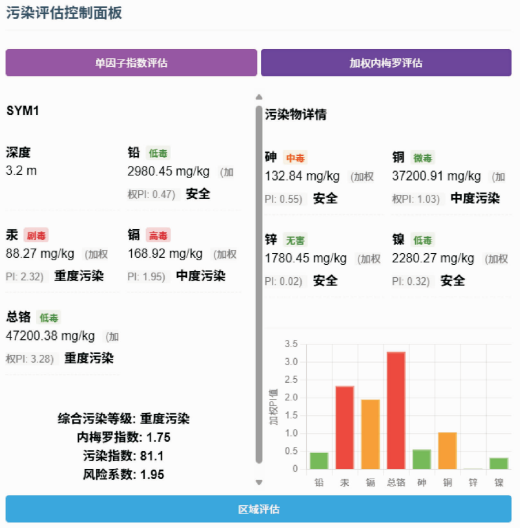 污染评估控制面板
单因子指数评估
加权内梅罗评估
SYM1
深度
3.2 m
铅 低毒
2980.45 mg/kg (加
权PI: 0.47) 安全
汞 剧毒
88.27 mg/kg (加权
PI: 2.32) 重度污染
镉 高毒
168.92 mg/kg (加权
PI: 1.95) 中度污染
总铬 低毒
47200.38 mg/kg (加
权PI: 3.28) 重度污染
综合污染等级: 重度污染
内梅罗指数: 1.75
污染指数: 81.1
风险系数: 1.95
污染物详情
砷 中毒
132.84 mg/kg (加权
PI: 0.55) 安全
铜 微毒
37200.91 mg/kg (加
权PI: 1.03) 中度污染
锌 无害
1780.45 mg/kg (加权
PI: 0.02) 安全
镍 低毒
2280.27 mg/kg (加权
PI: 0.32) 安全
加权PI值
3.5
3.0
2.5
2.0
1.5
1.0
0.5
0
铅 汞 镉 总铬 砷 铜 锌 镍
区域评估